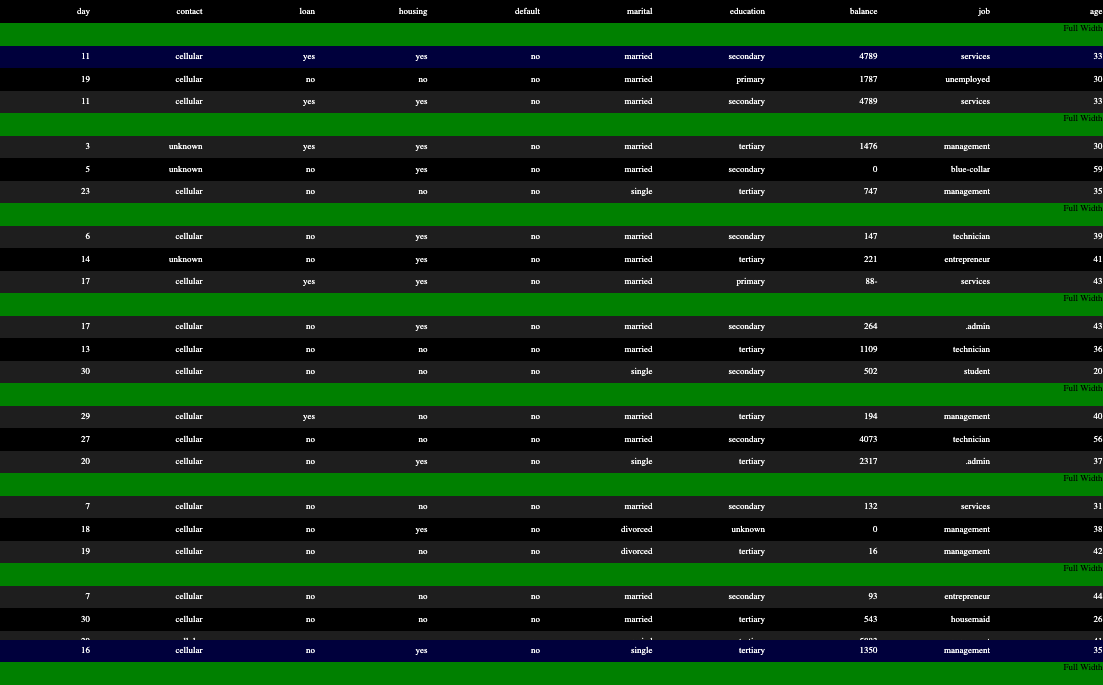 day contact loan housing default marital education balance job age
Full Width
11 cellular yes yes no married secondary 4789 services 33
19 cellular no no no married primary 1787 unemployed 30
11 cellular yes yes no married secondary 4789 services 33
Full Width
3 unknown yes yes no married tertiary 1476 management 30
5 unknown no yes no married secondary 0 blue-collar 59
23 cellular no no no single tertiary 747 management 35
Full Width
6 cellular no yes no married secondary 147 technician 39
14 unknown no yes no married tertiary 221 entrepreneur 41
17 cellular yes yes no married primary 88- services 43
Full Width
17 cellular no yes no married secondary 264 .admin 43
13 cellular no no no married tertiary 1109 technician 36
30 cellular no no no single secondary 502 student 20
Full Width
29 cellular yes no no married tertiary 194 management 40
27 cellular no no no married secondary 4073 technician 56
20 cellular no yes no single tertiary 2317 .admin 37
Full Width
7 cellular no no no married secondary 132 services 31
18 cellular no yes no divorced unknown 0 management 38
19 cellular no no no divorced tertiary 16 management 42
Full Width
7 cellular no no no married secondary 93 entrepreneur 44
30 cellular no no no married tertiary 543 housemaid 26
16 cellular no yes no single tertiary 1350 management 35
Full Width